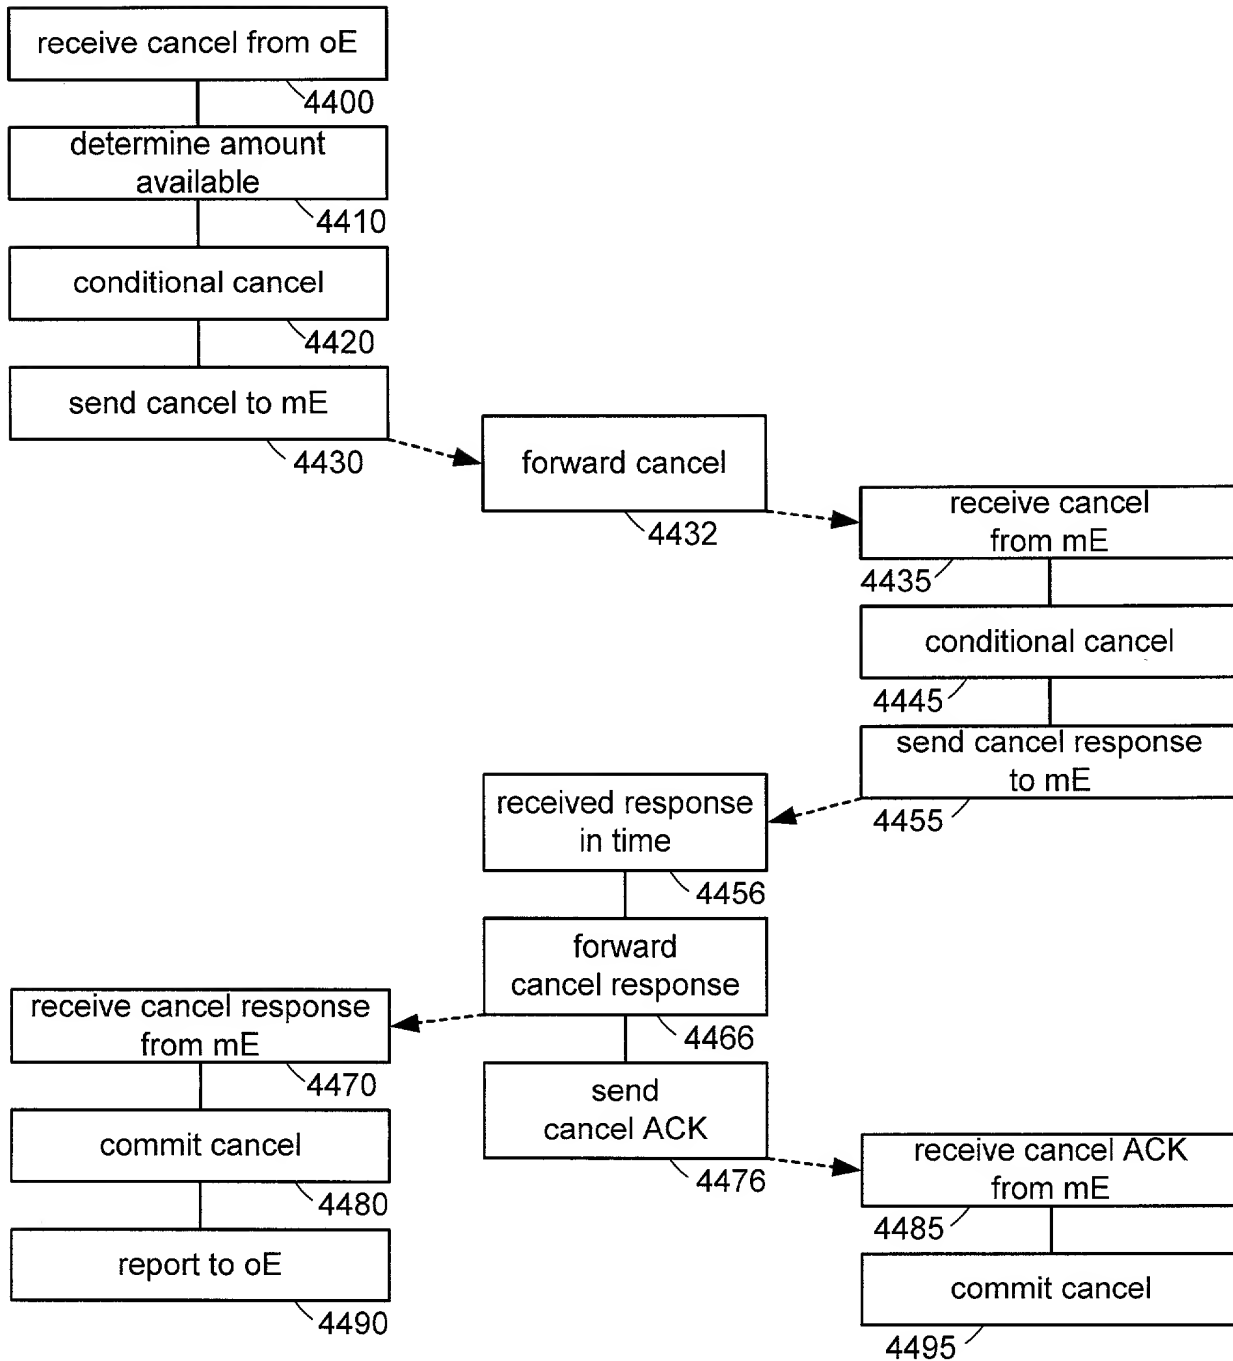 receive cancel from oE
4400
determine amount
available
4410
conditional cancel
4420
send cancel to mE
4430
forward cancel
4432
receive cancel
from mE
4435
conditional cancel
4445
send cancel response
to mE
4455
received response
in time
4456
forward
cancel response
4466
receive cancel response
from mE
4470
send
cancel ACK
4476
commit cancel
4480
receive cancel ACK
from mE
4485
report to oE
4490
commit cancel
4495